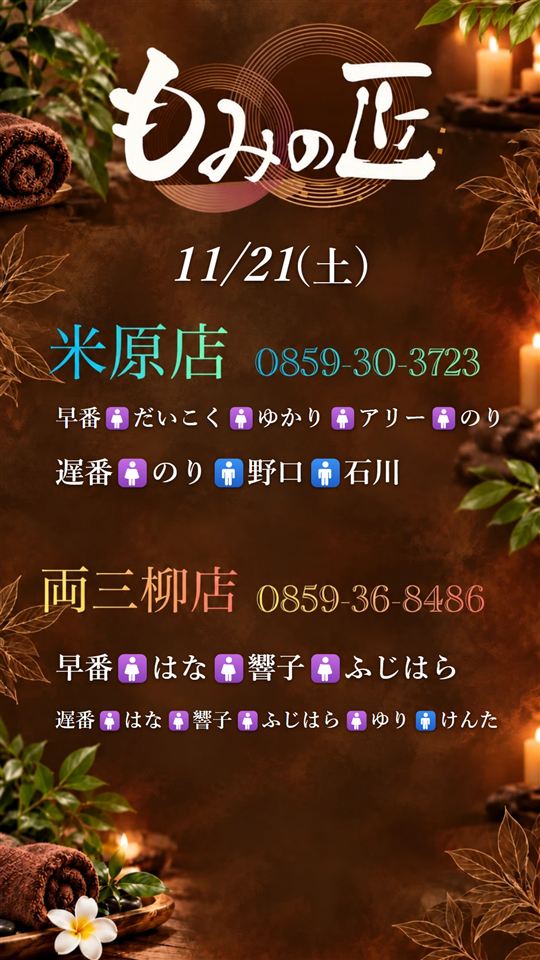 もみの匠
11/21(土)
米原店 0859-30-3723
早番🚺だいこく🚺ゆかり🚺アリー🚺のり
遅番🚺のり🚹野口🚹石川
両三柳店 0859-36-8486
早番🚺はな🚺響子🚺ふじはら
遅番🚺はな🚺響子🚺ふじはら🚺ゆり🚹けんた